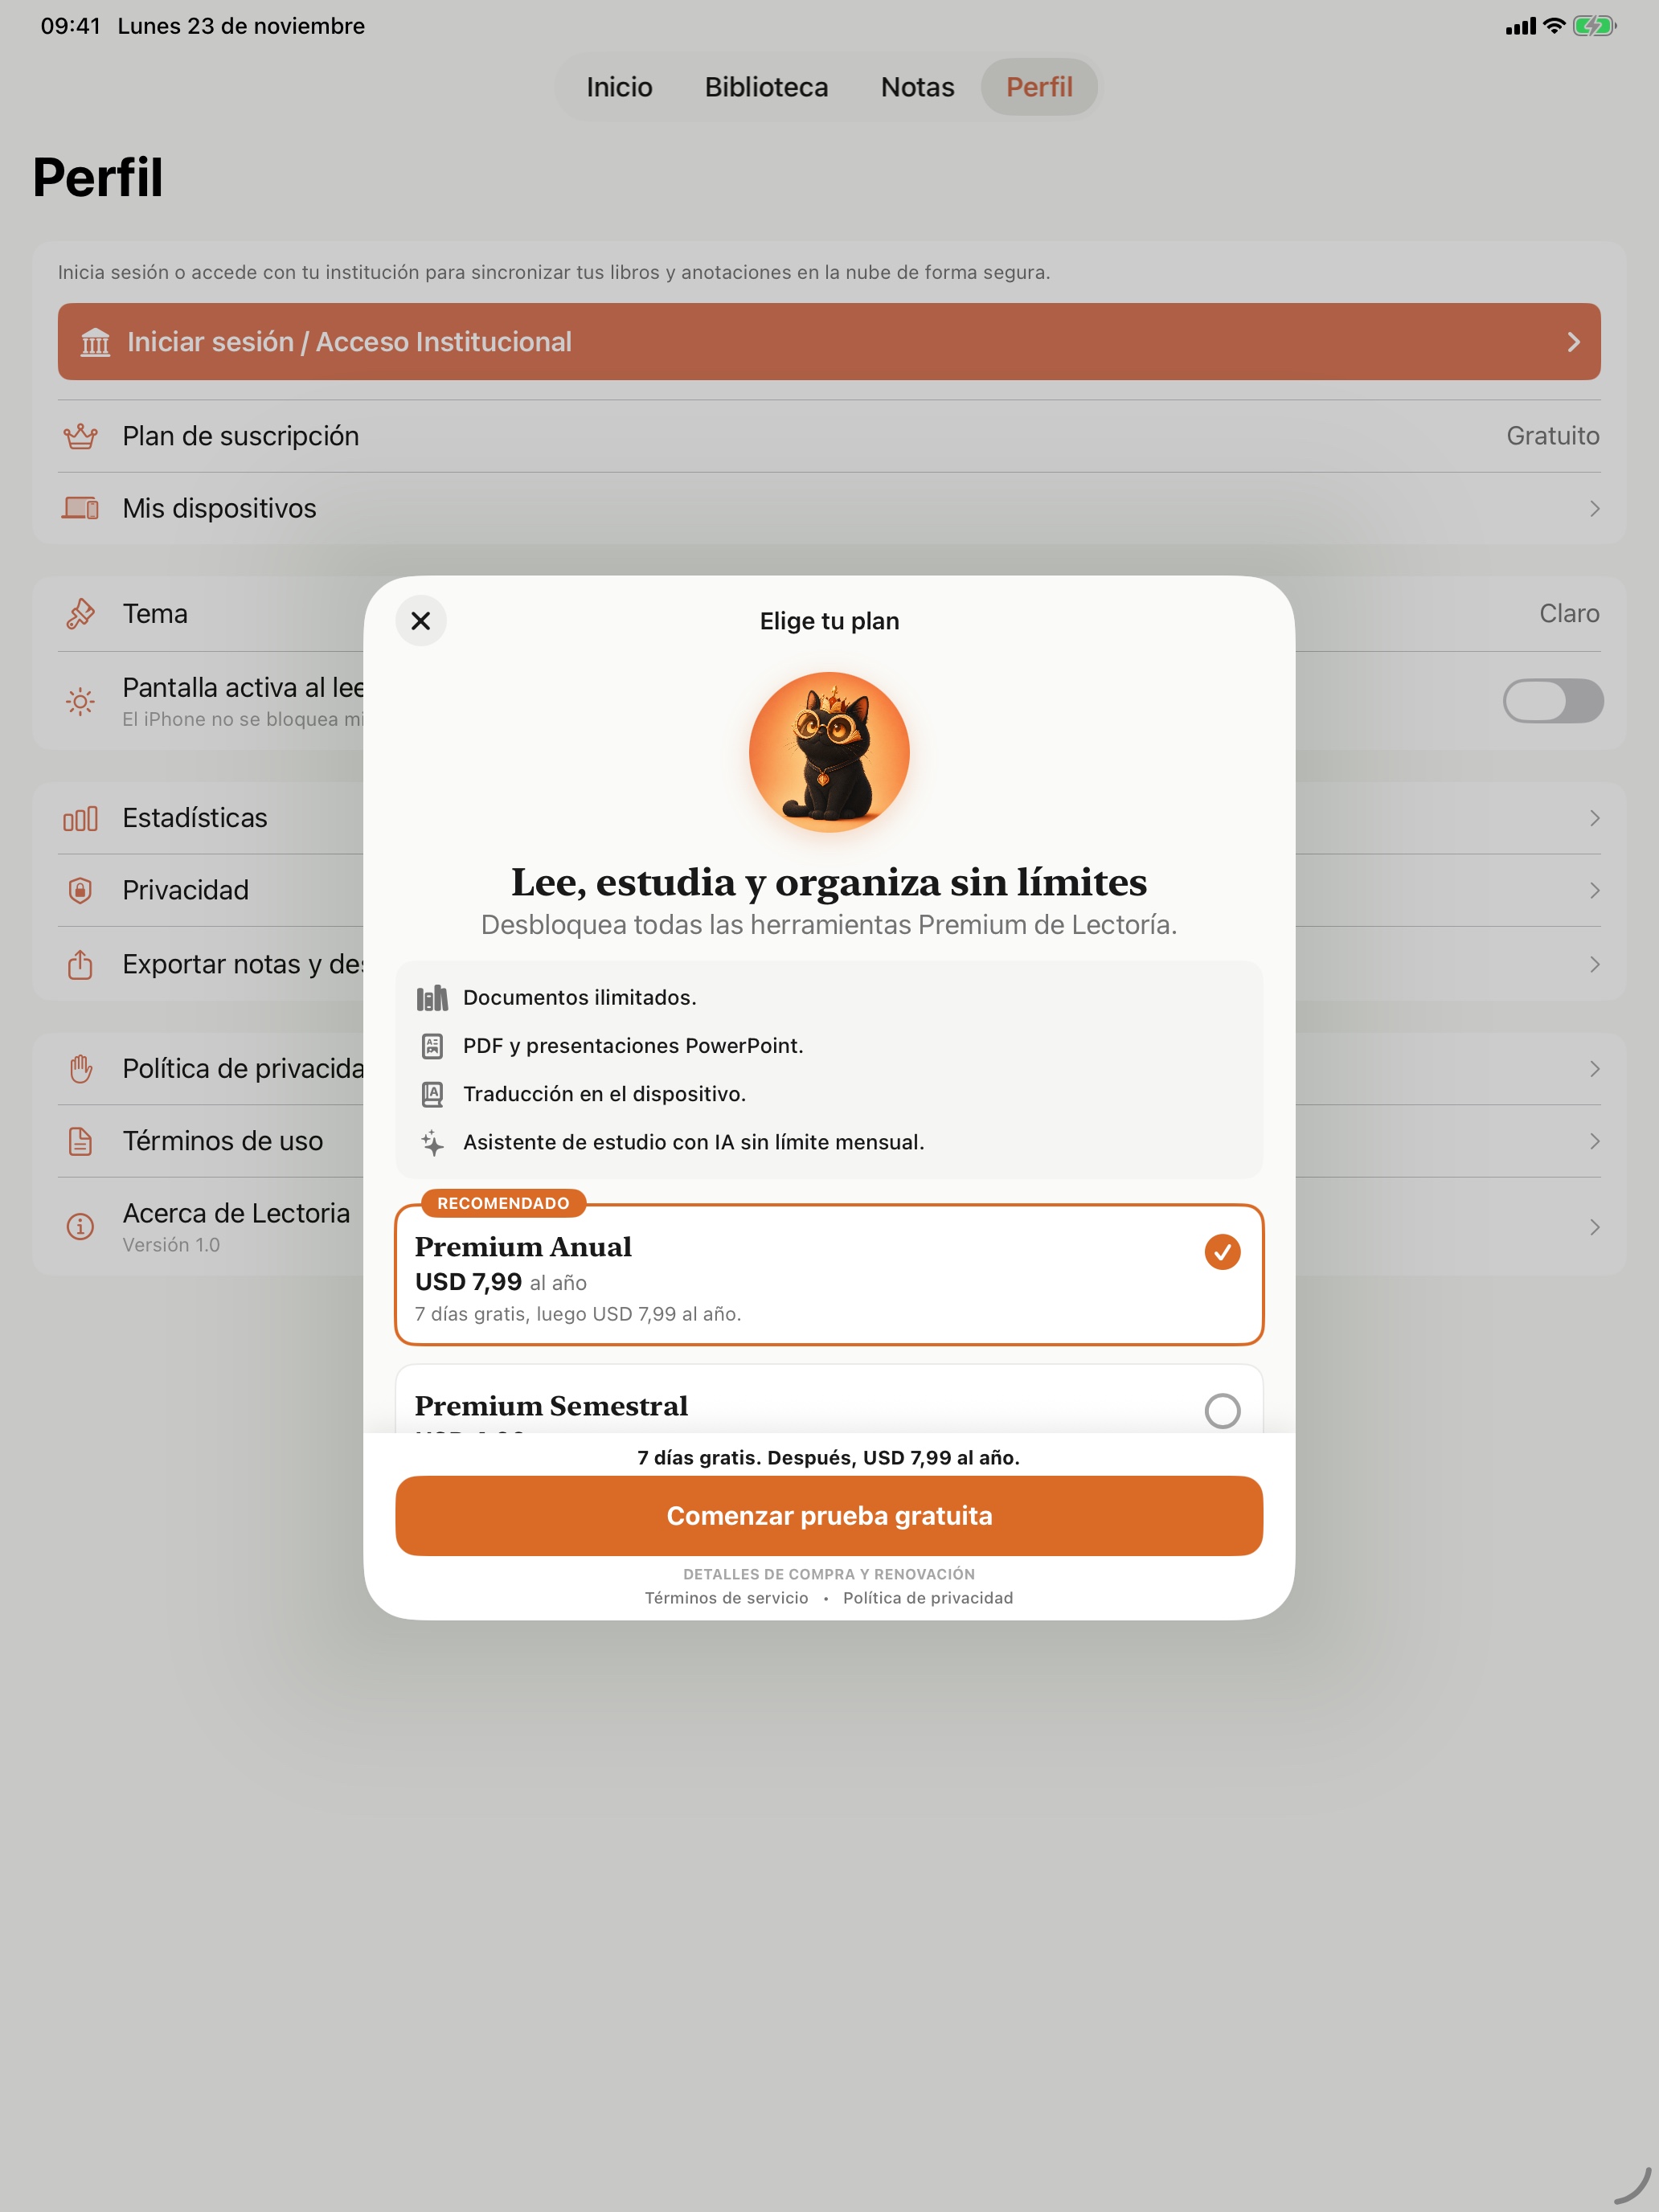 09:41 Lunes 23 de noviembre
Inicio Biblioteca Notas Perfil
Perfil
Inicia sesión o accede con tu institución para sincronizar tus libros y anotaciones en la nube de forma segura.
Iniciar sesión / Acceso Institucional
Plan de suscripción Gratuito
Mis dispositivos
Tema Claro
Pantalla activa al lee
El iPhone no se bloquea mi
Estadísticas
Privacidad
Exportar notas y de
Política de privacida
Términos de uso
Acerca de Lectoria
Versión 1.0
Elige tu plan
Lee, estudia y organiza sin límites
Desbloquea todas las herramientas Premium de Lectoría.
Documentos ilimitados.
PDF y presentaciones PowerPoint.
Traducción en el dispositivo.
Asistente de estudio con IA sin límite mensual.
RECOMENDADO
Premium Anual
USD 7,99 al año
7 días gratis, luego USD 7,99 al año.
Premium Semestral
7 días gratis. Después, USD 7,99 al año.
Comenzar prueba gratuita
DETALLES DE COMPRA Y RENOVACIÓN
Términos de servicio • Política de privacidad